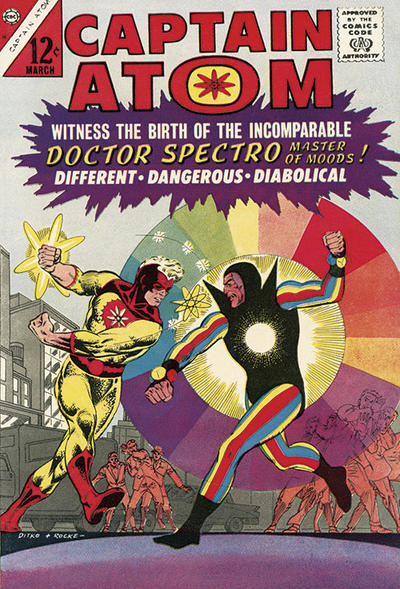 CDC
CAPTAIN ATOM
12¢
MARCH
CAPTAIN
ATOM
APPROVED
BY THE
COMICS
CODE
AUTHORITY
WITNESS THE BIRTH OF THE INCOMPARABLE
DOCTOR SPECTRO MASTER OF MOODS!
DIFFERENT • DANGEROUS • DIABOLICAL
DITKO + ROCKE -